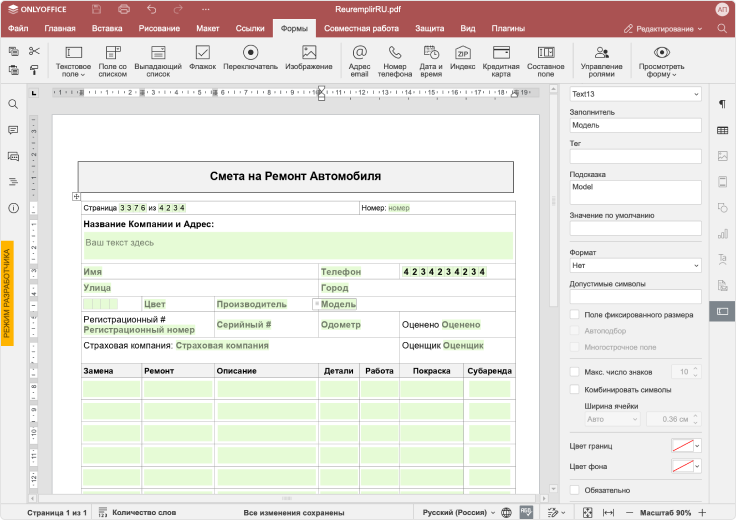 ONLYOFFICE
ReuremplirRU.pdf
АП
Файл Главная Вставка Рисование Макет Ссылки Формы Совместная работа Защита Вид Плагины Редактирование
Текстовое поле
Поле со списком
Выпадающий список
Флажок
Переключатель
Изображение
Адрес email
Номер телефона
Дата и время
ZIP
Индекс
Кредитная карта
Составное поле
Управление ролями
Просмотреть форму
РЕЖИМ РАЗРАБОТЧИКА
Смета на Ремонт Автомобиля
Страница 3 3 7 6 из 4 2 3 4 Номер: номер
Название Компании и Адрес:
Ваш текст здесь
Имя Телефон 4 2 3 4 2 3 4 2 3 4
Улица Город
Цвет Производитель Модель
Регистрационный #
Регистрационный номер Серийный # Одометр Оценено Оценено
Страховая компания: Страховая компания Оценщик Оценщик
Замена Ремонт Описание Детали Работа Покраска Субаренда
Text13
Заполнитель
Модель
Тег
Подсказка
Model
Значение по умолчанию
Формат
Нет
Допустимые символы
Поле фиксированного размера
Автоподбор
Многострочное поле
Макс. число знаков 10
Комбинировать символы
Ширина ячейки
Авто 0.36 см
Цвет границ
Цвет фона
Обязательно
Страница 1 из 1 Количество слов Все изменения сохранены Русский (Россия) Масштаб 90%